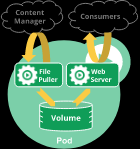 Content
Manager
Consumers
File
Puller
Web
Server
Volume
Pod